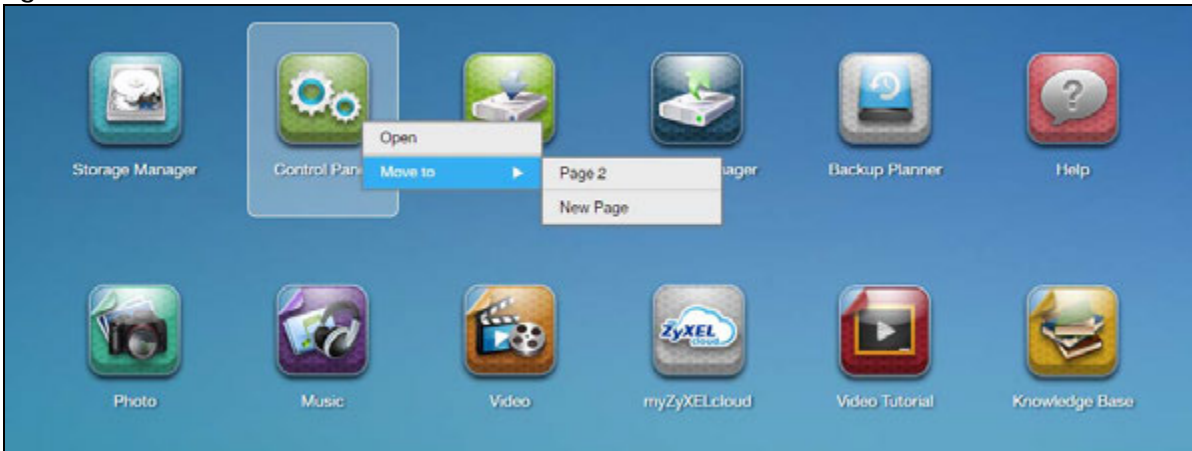 Storage Manager
Control Pan
Open
Move to
Page 2
New Page
ager
Backup Planner
Help
?
ZyXEL
cloud
Photo
Music
Video
myZyXELcloud
Video Tutorial
Knowledge Base